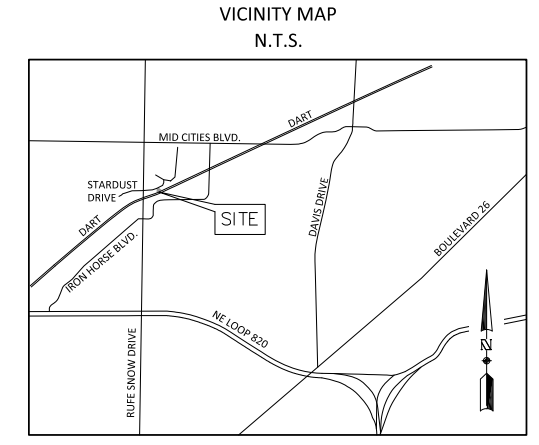 VICINITY MAP
N.T.S.
DART
MID CITIES BLVD.
STARDUST
DRIVE
SITE
DAVIS DRIVE
BOULEVARD 26
DART
IRON HORSE BLVD.
NE LOOP 820
RUFE SNOW DRIVE
N